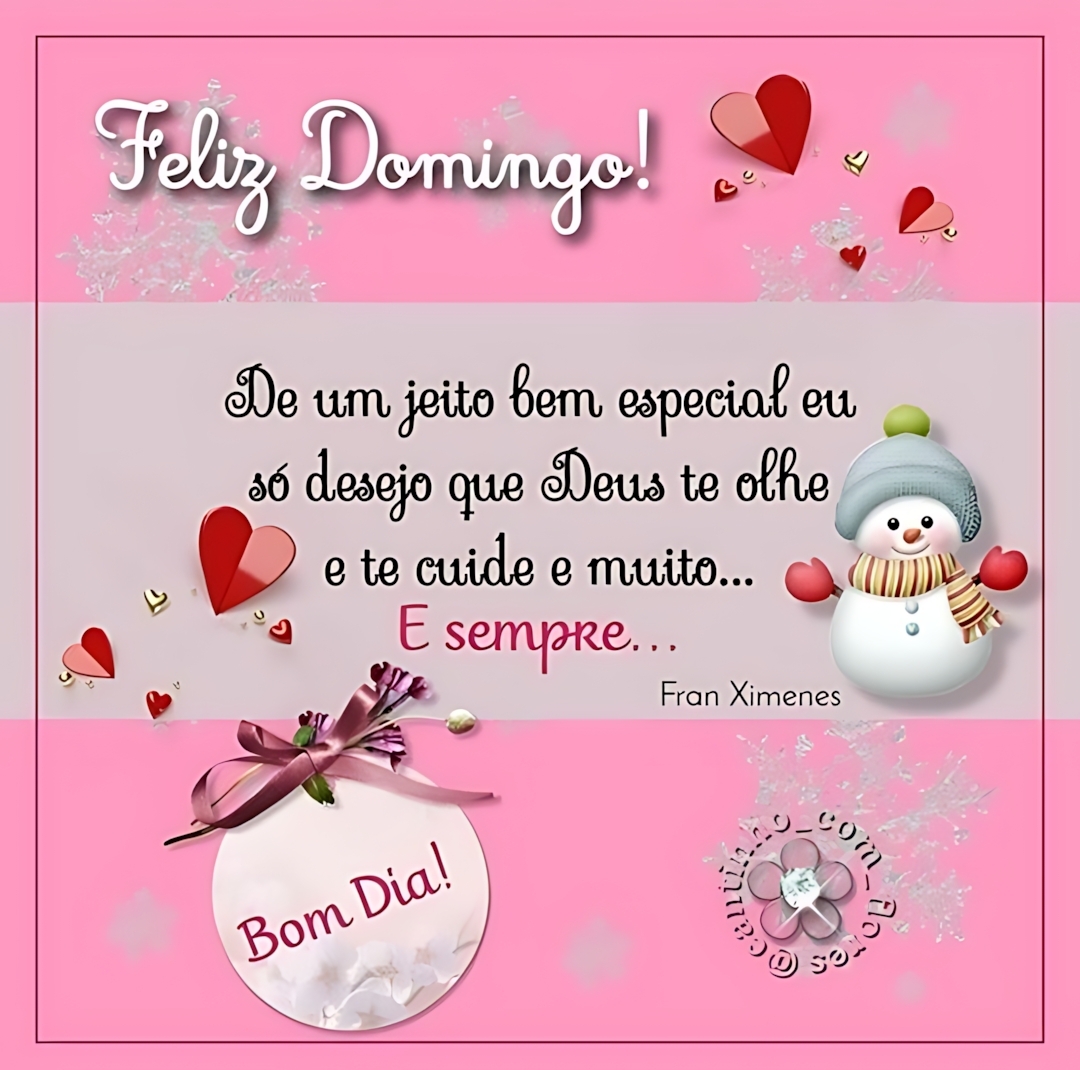 Feliz Domingo!
De um jeito bem especial eu
só desejo que Deus te olhe
e te cuide e muito...
E sempre...
Fran Ximenes
Bom Dia!